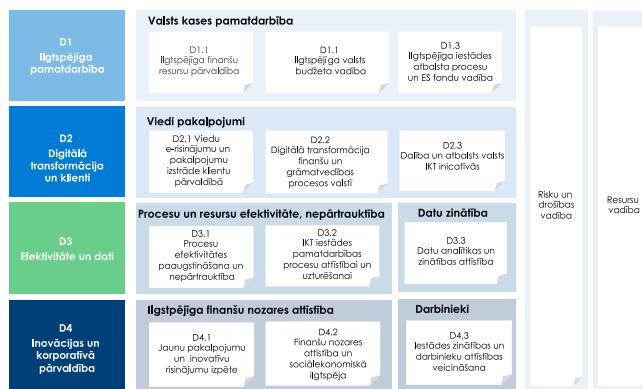 D1
Ilgtspējīga
pamatdarbība
Valsts kases pamatdarbība
D1.1
Ilgtspējīga finanšu
resursu pārvaldība
D1.1
Ilgtspējīga valsts
budžeta vadība
D1.3
Ilgtspējīga iestādes
atbalsta procesu
un ES fondu vadība
D2
Digitālā
transformācija
un klienti
Viedi pakalpojumi
D2.1 Viedu
e-risinājumu un
pakalpojumu
izstrāde klientu
pārvaldībā
D2.2
Digitālā transformācija
finanšu un
grāmatvedības
procesos valstī
D2.3
Dalība un atbalsts valsts
IKT inicatīvās
D3
Efektivitāte un dati
Procesu un resursu efektivitāte, nepārtrauktība
D3.1
Procesu
efektivitātes
paaugstināšana un
nepārtrauktība
D3.2
IKT iestādes
pamatdarbības
procesu attīstībai un
uzturēšanai
Datu zinātība
D3.3
Datu analītikas un
zinātības attīstība
D4
Inovācijas un
korporatīvā
pārvaldība
Ilgstpējīga finanšu nozares attīstība
D4.1
Jaunu pakalpojumu
un inovatīvu
risinājumu izpēte
D4.2
Finanšu nozares
attīstība un
sociālekonomiskā
ilgtspēja
Darbinieki
D4.3
Iestādes zinātības un
darbinieku attīstības
veicināšana
Risku un
drošības
vadība
Resursu
vadība